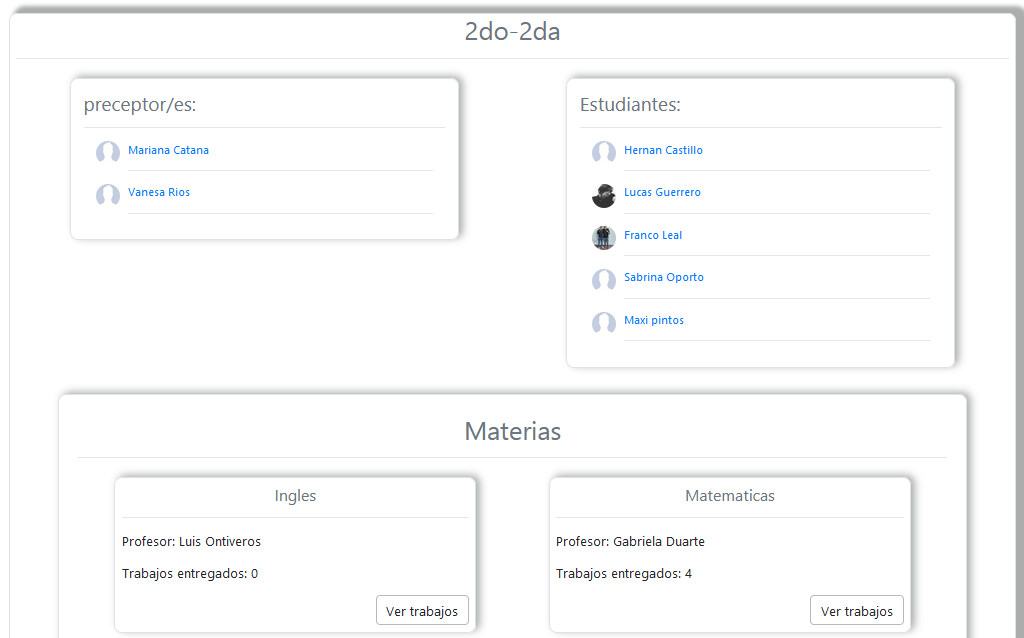 2do-2da
preceptor/es:
Mariana Catana
Vanesa Rios
Estudiantes:
Hernan Castillo
Lucas Guerrero
Franco Leal
Sabrina Oporto
Maxi pintos
Materias
Ingles
Profesor: Luis Ontiveros
Trabajos entregados: 0
Ver trabajos
Matematicas
Profesor: Gabriela Duarte
Trabajos entregados: 4
Ver trabajos